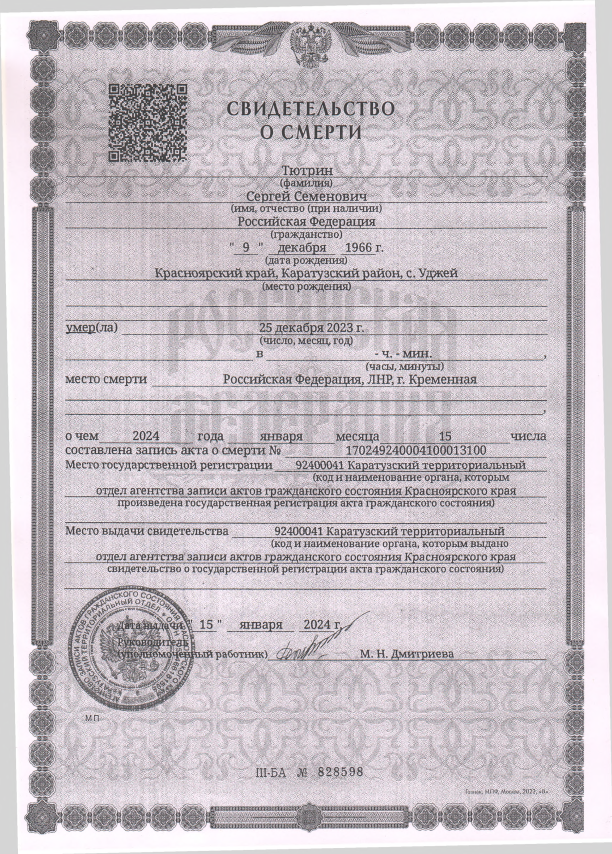 СВИДЕТЕЛЬСТВО
О СМЕРТИ
Тютрин
(фамилия)
Сергей Семенович
(имя, отчество (при наличии)
Российская Федерация
(гражданство)
" 9 " декабря 1966 г.
(дата рождения)
Красноярский край, Каратузский район, с. Уджей
(место рождения)
РОССИЙСКАЯ
ФЕДЕРАЦИЯ
умер(ла) 25 декабря 2023 г.
(число, месяц, год)
в - ч. - мин. ,
(часы, минуты)
место смерти Российская Федерация, ЛНР, г. Кременная
,
о чем 2024 года января месяца 15 числа
составлена запись акта о смерти № 170249240004100013100
Место государственной регистрации 92400041 Каратузский территориальный
(код и наименование органа, которым
отдел агентства записи актов гражданского состояния Красноярского края
произведена государственная регистрация акта гражданского состояния)
Место выдачи свидетельства 92400041 Каратузский территориальный
(код и наименование органа, которым выдано
отдел агентства записи актов гражданского состояния Красноярского края
свидетельство о государственной регистрации акта гражданского состояния)
Дата выдачи " 15 " января 2024 г.
Руководитель
(уполномоченный работник) М. Н. Дмитриева
М.П.
III-БА № 828598